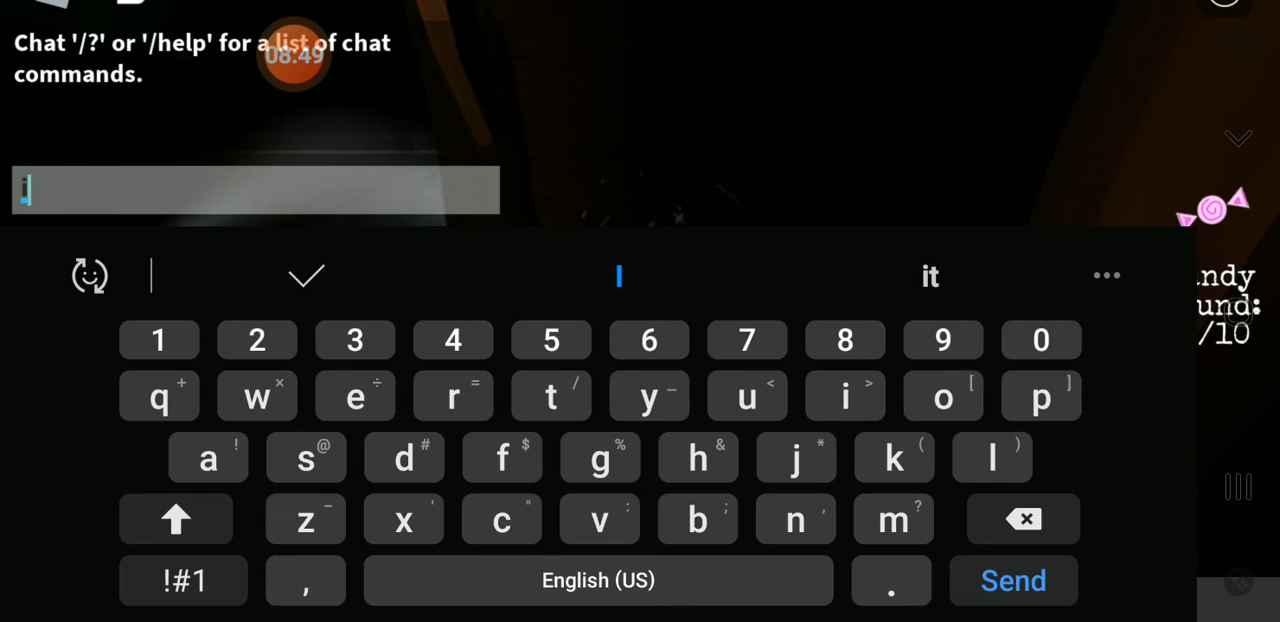 Chat '/?' or '/help' for a list of chat
commands.
08:49
i
I it
1 2 3 4 5 6 7 8 9 0
q + w × e ÷ r = t / y _ u < i > o [ p ]
a ! s @ d # f $ g % h & j * k ( l )
z - x ' c " v : b ; n , m ?
!#1 , English (US) . Send
ndy
und:
/10